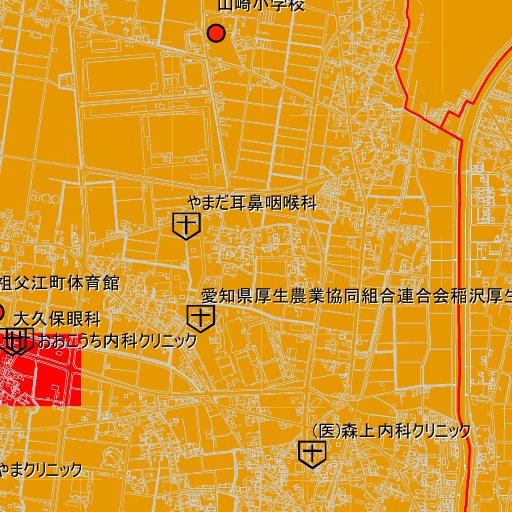 山崎小学校
やまだ耳鼻咽喉科
祖父江町体育館
愛知県厚生農業協同組合連合会稲沢厚生
大久保眼科
おおこうち内科クリニック
(医)森上内科クリニック
やまクリニック